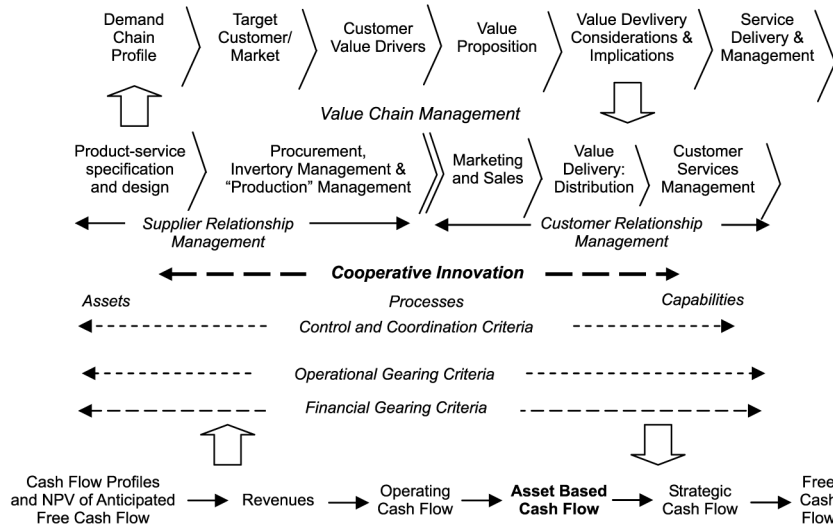 Demand
Chain
Profile
Target
Customer/
Market
Customer
Value Drivers
Value
Proposition
Value Devlivery
Considerations &
Implications
Service
Delivery &
Management
Value Chain Management
Product-service
specification
and design
Procurement,
Invertory Management &
“Production” Management
Marketing
and Sales
Value
Delivery:
Distribution
Customer
Services
Management
Supplier Relationship
Management
Customer Relationship
Management
Cooperative Innovation
Assets
Processes
Capabilities
Control and Coordination Criteria
Operational Gearing Criteria
Financial Gearing Criteria
Cash Flow Profiles
and NPV of Anticipated
Free Cash Flow
Revenues
Operating
Cash Flow
Asset Based
Cash Flow
Strategic
Cash Flow
Free
Cash
Flow